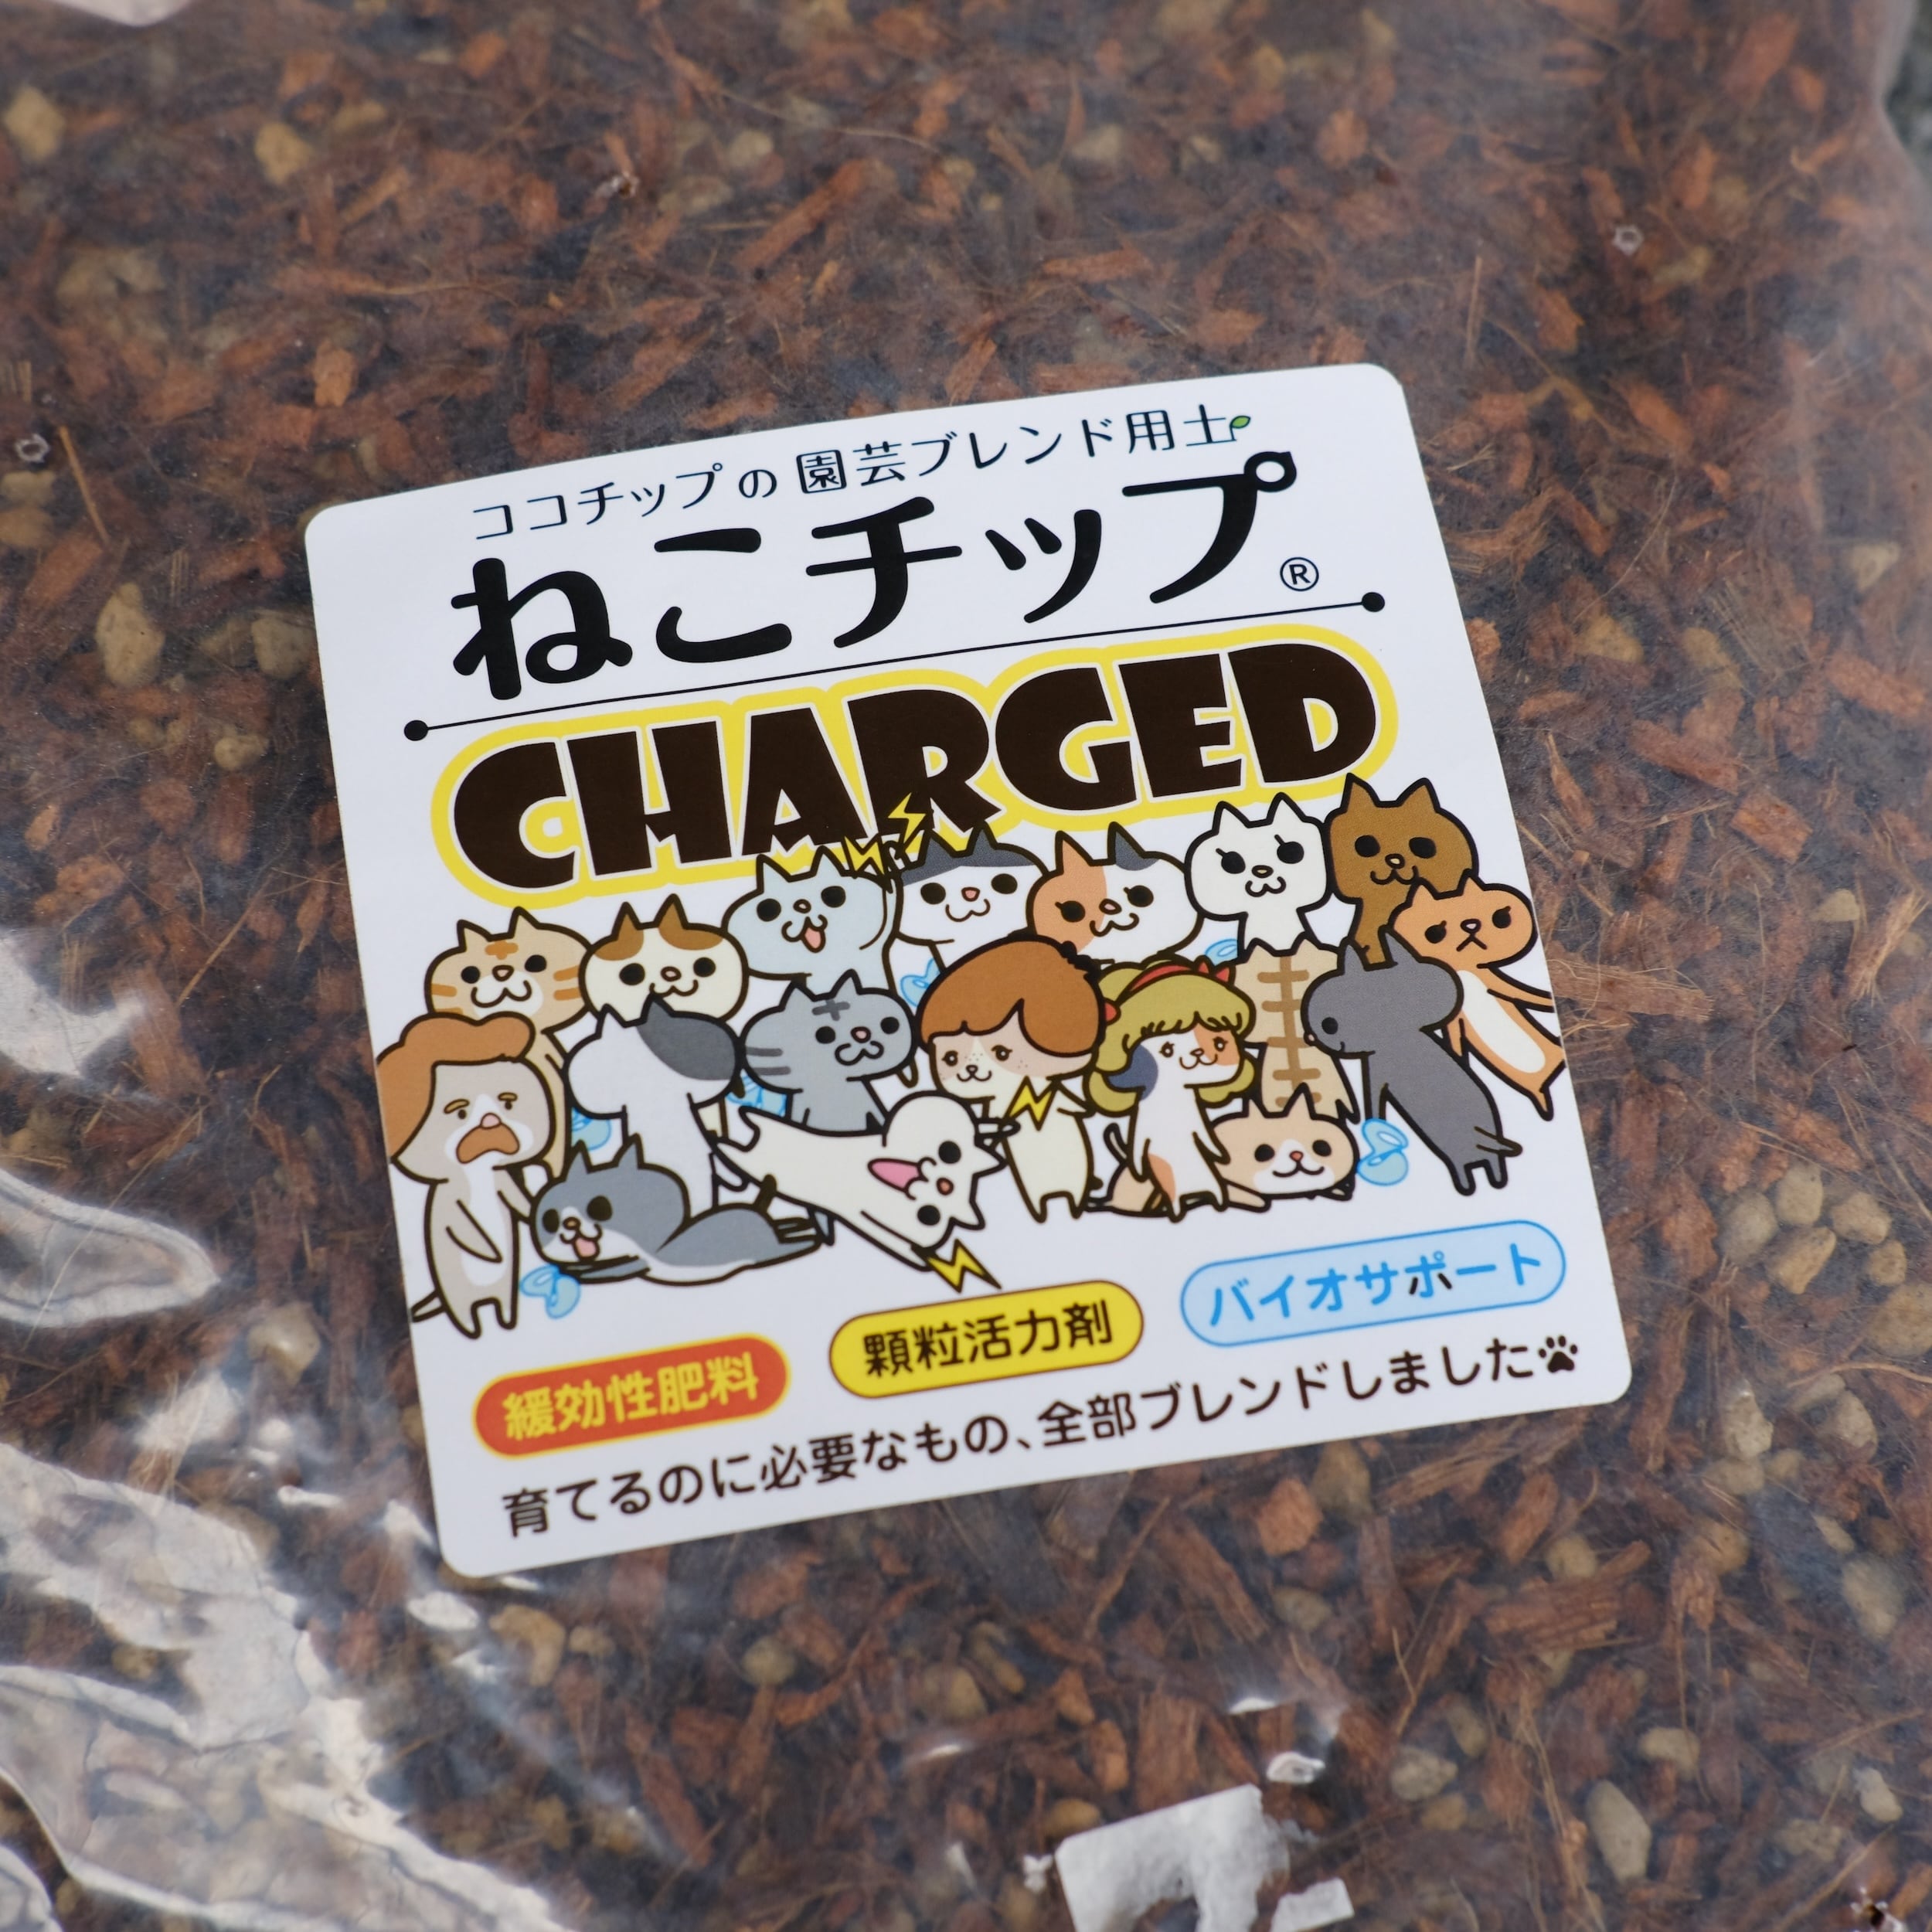 ココチップの園芸ブレンド用土
ねこチップ®
CHARGED
緩効性肥料
顆粒活力剤
バイオサポート
育てるのに必要なもの、全部ブレンドしました